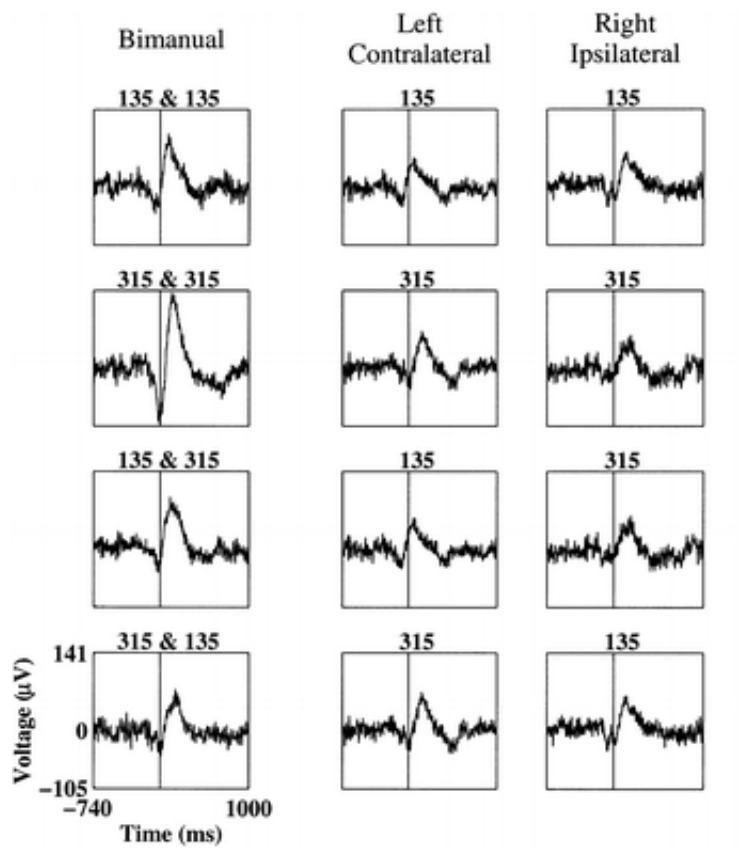 Bimanual
Left
Contralateral
Right
Ipsilateral
135 & 135
135
135
315 & 315
315
315
135 & 315
135
315
315 & 135
315
135
Voltage (μV)
141
0
−105
−740
1000
Time (ms)